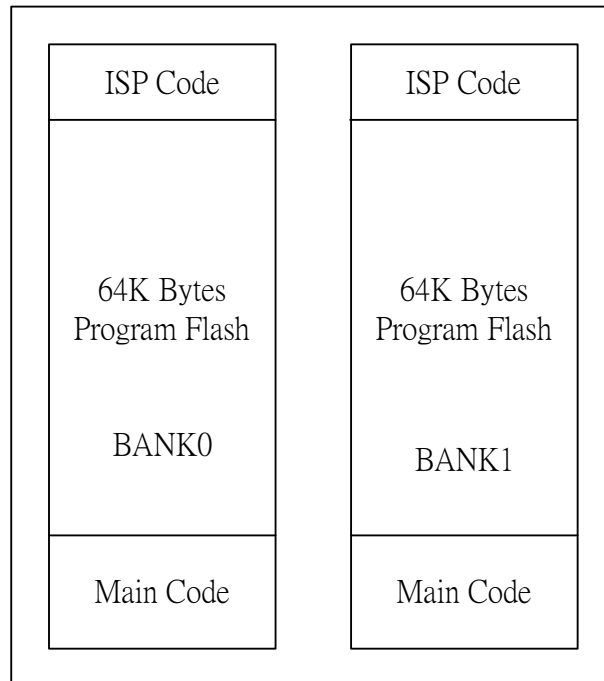 ISP Code
64K Bytes
Program Flash
BANK0
Main Code
ISP Code
64K Bytes
Program Flash
BANK1
Main Code